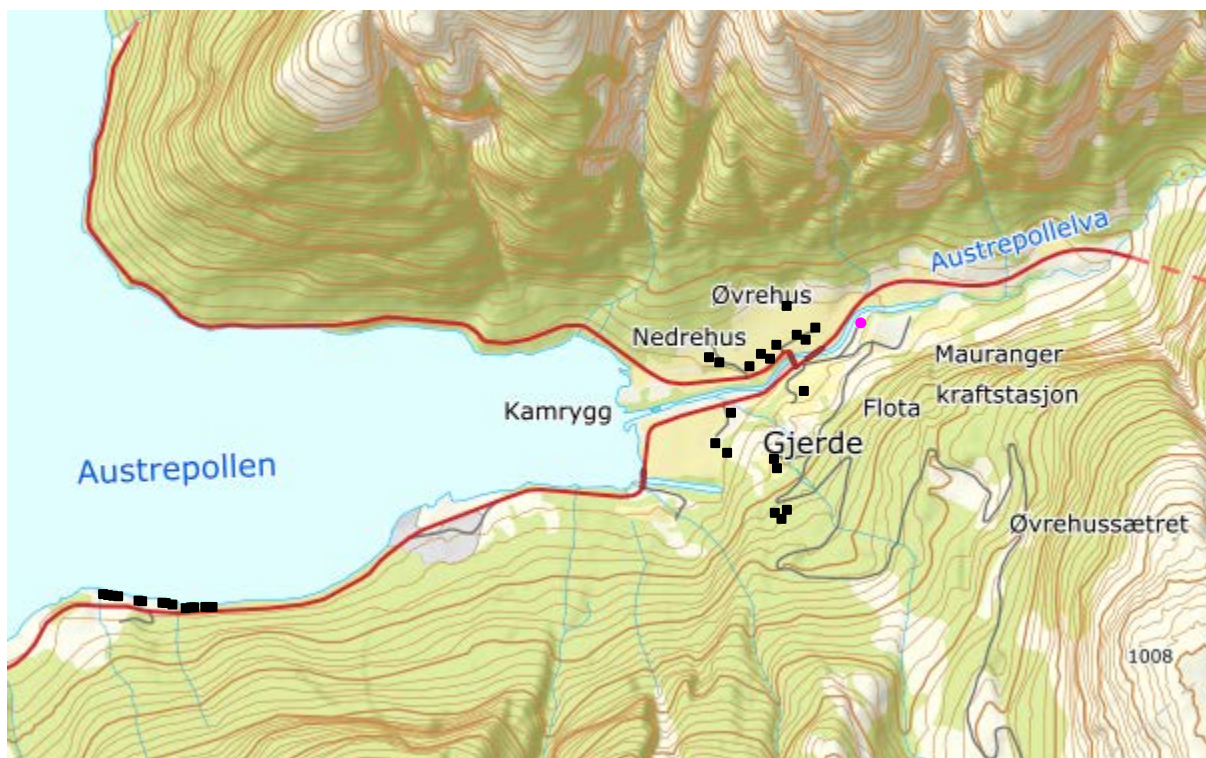 Austrepollelva
Øvrehus
Nedrehus
Mauranger
kraftstasjon
Kamrygg
Flota
Gjerde
Austrepollen
Øvrehussætret
1008